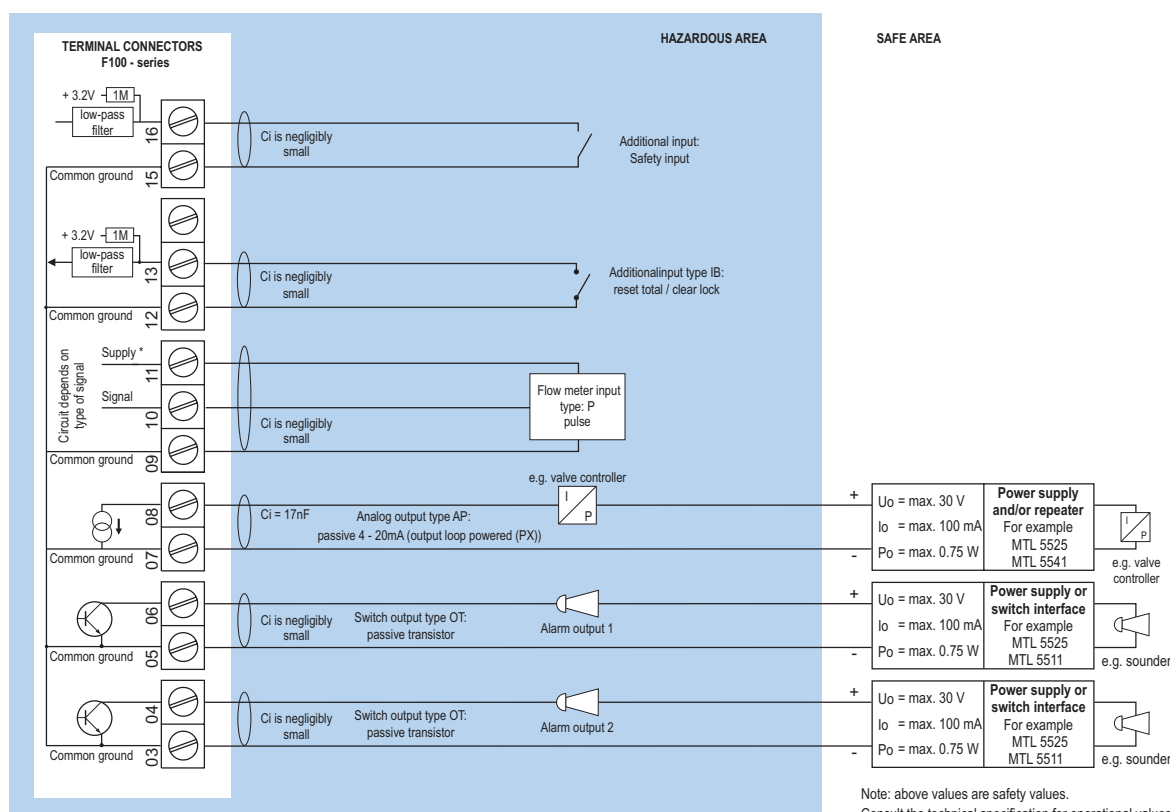 TERMINAL CONNECTORS
F100 - series
HAZARDOUS AREA
SAFE AREA
+ 3.2V
1M
low-pass
filter
16
Common ground
15
Ci is negligibly
small
Additional input:
Safety input
+ 3.2V
1M
low-pass
filter
13
Common ground
12
Ci is negligibly
small
Additionalinput type IB:
reset total / clear lock
Circuit depends on
type of signal
Supply *
11
Signal
10
Common ground
09
Ci is negligibly
small
Flow meter input
type: P
pulse
08
Common ground
07
Ci = 17nF
Analog output type AP:
passive 4 - 20mA (output loop powered (PX))
e.g. valve controller
I
P
+
-
Uo = max. 30 V
Io = max. 100 mA
Po = max. 0.75 W
Power supply
and/or repeater
For example
MTL 5525
MTL 5541
I
P
e.g. valve
controller
06
Common ground
05
Ci is negligibly
small
Switch output type OT:
passive transistor
Alarm output 1
+
-
Uo = max. 30 V
Io = max. 100 mA
Po = max. 0.75 W
Power supply or
switch interface
For example
MTL 5525
MTL 5511
e.g. sounder
04
Common ground
03
Ci is negligibly
small
Switch output type OT:
passive transistor
Alarm output 2
+
-
Uo = max. 30 V
Io = max. 100 mA
Po = max. 0.75 W
Power supply or
switch interface
For example
MTL 5525
MTL 5511
e.g. sounder
Note: above values are safety values.
Consult the technical specification for operational values